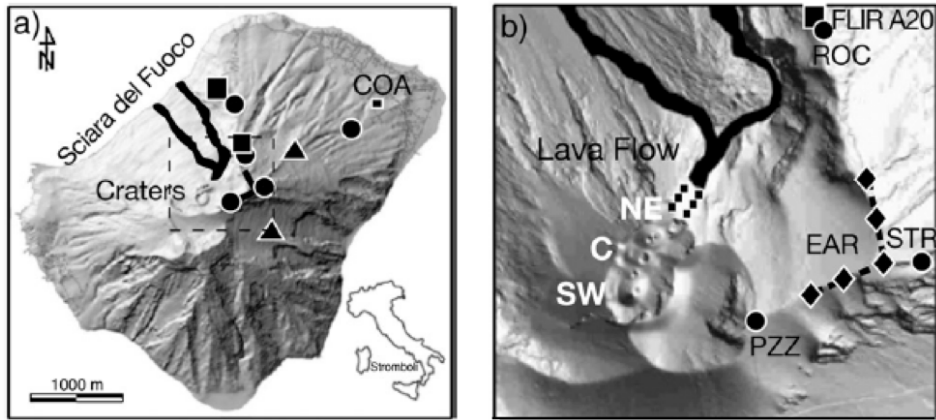 a)
N
Sciara del Fuoco
COA
Craters
Stromboli
1000 m
b)
FLIR A20
ROC
Lava Flow
NE
C
SW
EAR
STR
PZZ